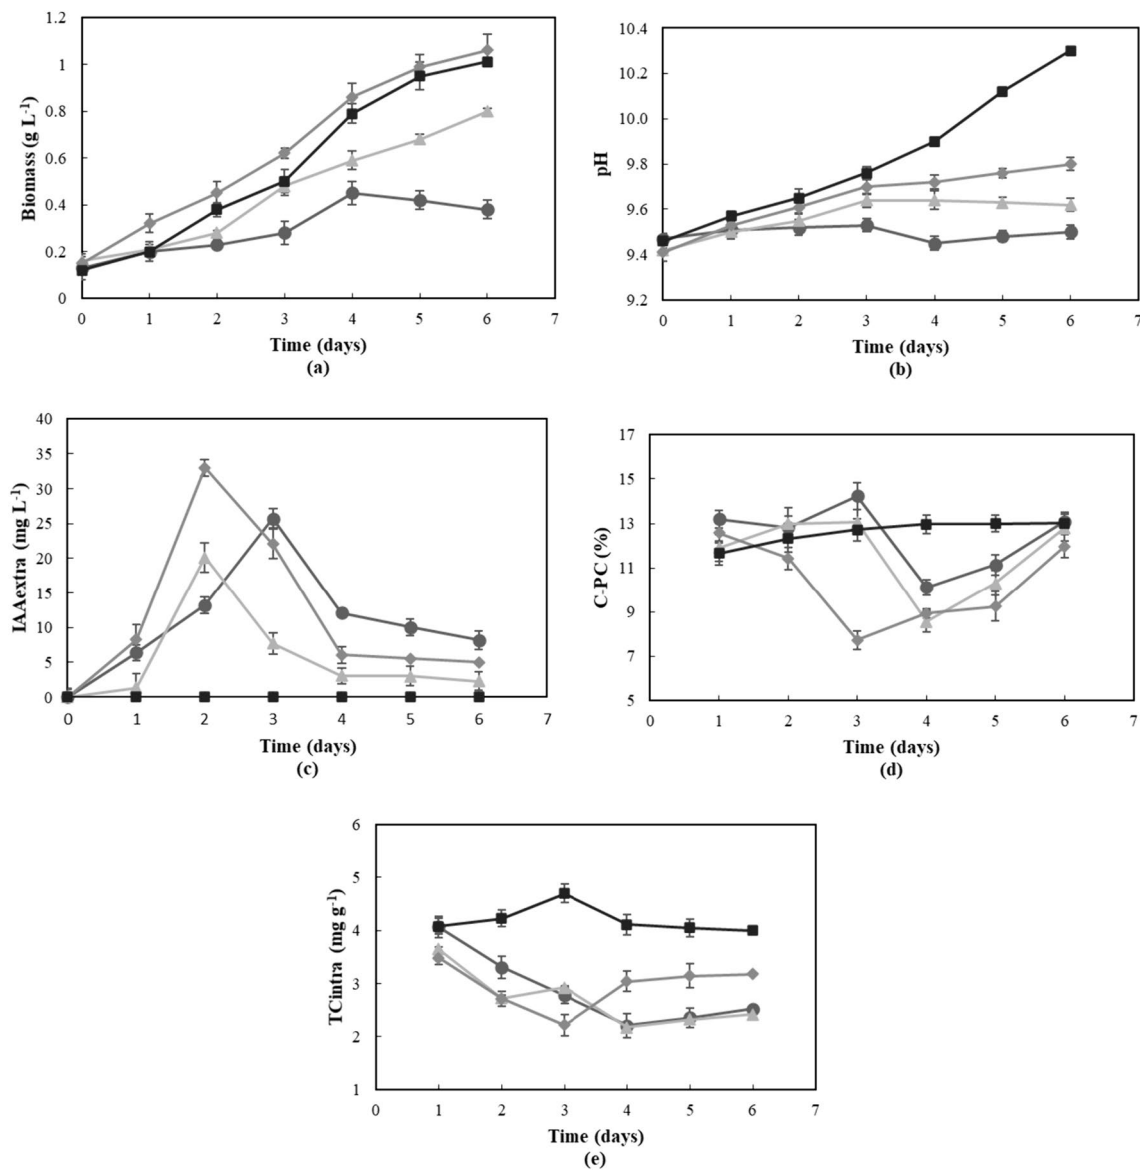 1.2
1
0.8
0.6
0.4
0.2
0
Biomass (g L-1)
0 1 2 3 4 5 6 7
Time (days)
(a)
10.4
10.2
10.0
9.8
9.6
9.4
9.2
pH
0 1 2 3 4 5 6 7
Time (days)
(b)
40
35
30
25
20
15
10
5
0
IAAextra (mg L-1)
0 1 2 3 4 5 6 7
Time (days)
(c)
17
15
13
11
9
7
5
C-PC (%)
0 1 2 3 4 5 6 7
Time (days)
(d)
6
5
4
3
2
1
TCintra (mg g-1)
0 1 2 3 4 5 6 7
Time (days)
(e)